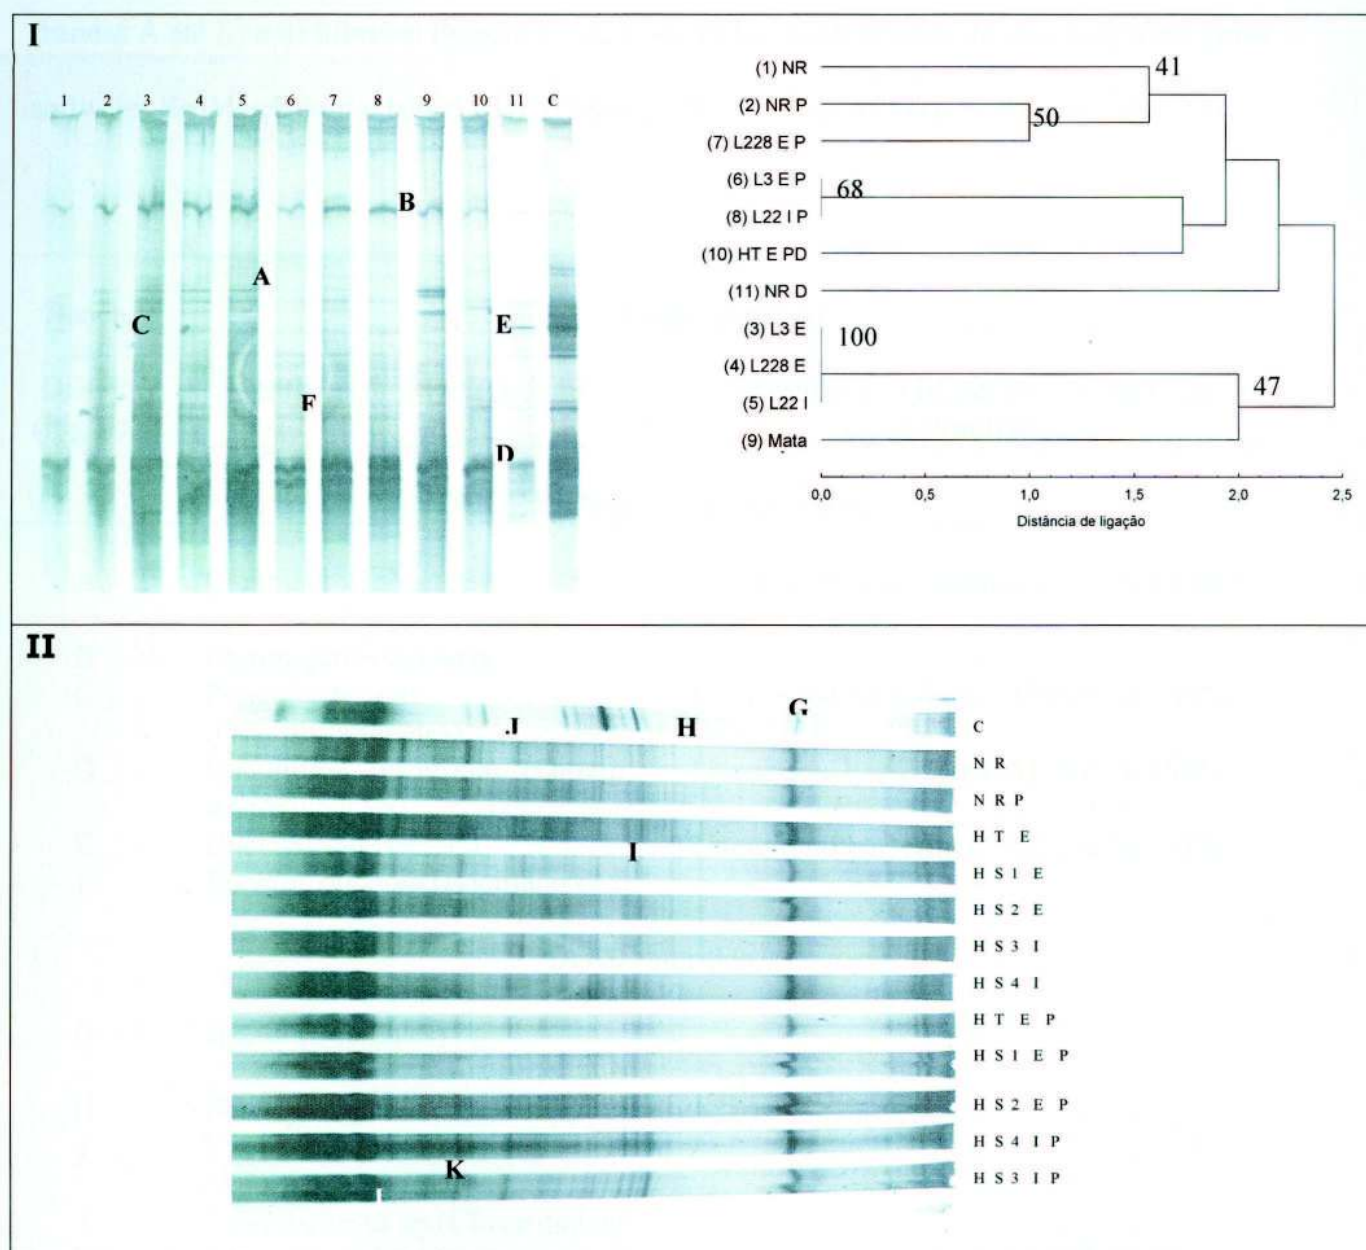 I
1 2 3 4 5 6 7 8 9 10 11 C
B
A
C
E
F
D
(1) NR
41
(2) NR P
50
(7) L228 E P
(6) L3 E P
68
(8) L22 I P
(10) HT E PD
(11) NR D
(3) L3 E
100
(4) L228 E
(5) L22 I
47
(9) Mata
0,0 0,5 1,0 1,5 2,0 2,5
Distância de ligação
II
G
J
H
C
N R
N R P
H T E
I
H S 1 E
H S 2 E
H S 3 I
H S 4 I
H T E P
H S 1 E P
H S 2 E P
H S 4 I P
K
H S 3 I P